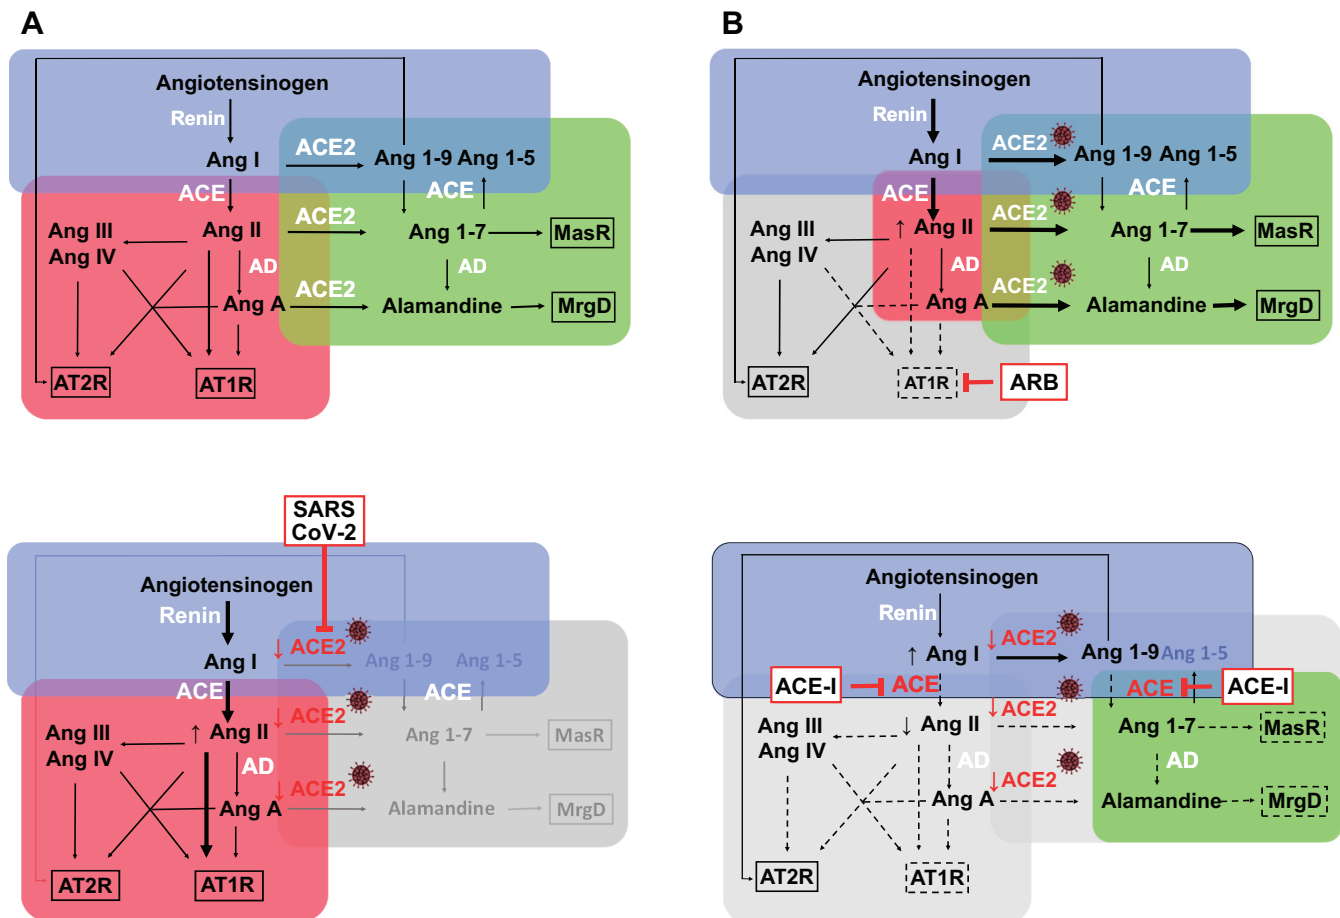 A
Angiotensinogen
Renin
Ang I
ACE2
Ang 1-9 Ang 1-5
ACE
ACE
Ang III
Ang II
ACE2
Ang 1-7
MasR
Ang IV
AD
AD
Ang A
ACE2
Alamandine
MrgD
AT2R
AT1R
B
Angiotensinogen
Renin
ACE2
Ang I
Ang 1-9 Ang 1-5
ACE
ACE
Ang III
↑ Ang II
ACE2
Ang 1-7
MasR
Ang IV
AD
AD
Ang A
ACE2
Alamandine
MrgD
AT2R
AT1R
ARB
SARS
CoV-2
Angiotensinogen
Renin
↓ ACE2
Ang I
Ang 1-9 Ang 1-5
ACE
ACE
Ang III
↑ Ang II
↓ ACE2
Ang 1-7
MasR
Ang IV
AD
Ang A
↓ ACE2
Alamandine
MrgD
AT2R
AT1R
Angiotensinogen
Renin
↓ ACE2
↑ Ang I
Ang 1-9 Ang 1-5
ACE-I
ACE
ACE
ACE-I
Ang III
↓ Ang II
↓ ACE2
Ang 1-7
MasR
Ang IV
AD
AD
Ang A
↓ ACE2
Alamandine
MrgD
AT2R
AT1R